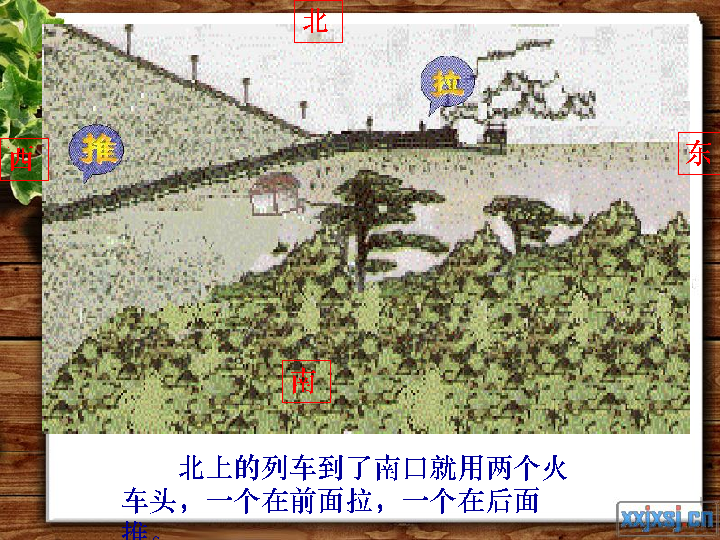 北
拉
推
西
东
南
北上的列车到了南口就用两个火
车头，一个在前面拉，一个在后面
推。
xxjxsj.cn